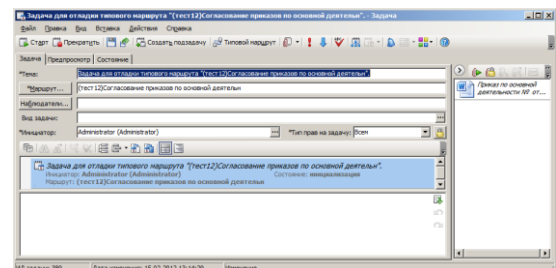 Задача для отладки типового маршрута "(тест12)Согласование приказов по основной деятельн". - Задача
Файл Правка Вид Вставка Действия Справка
Старт Прекратить Создать подзадачу Типовой маршрут
Задача Предпросмотр Состояние
*Тема: Задача для отладки типового маршрута "(тест12)Согласование приказов по основной деятельн".
*Маршрут... (тест12)Согласование приказов по основной деятельн
Наблюдатели...
Вид задачи:
*Инициатор: Administrator (Administrator) *Тип прав на задачу: Всем
Приказ по основной
деятельности № от...
Задача для отладки типового маршрута "(тест12)Согласование приказов по основной деятельн".
Инициатор: Administrator (Administrator) Состояние: инициализация
Маршрут: (тест12)Согласование приказов по основной деятельн